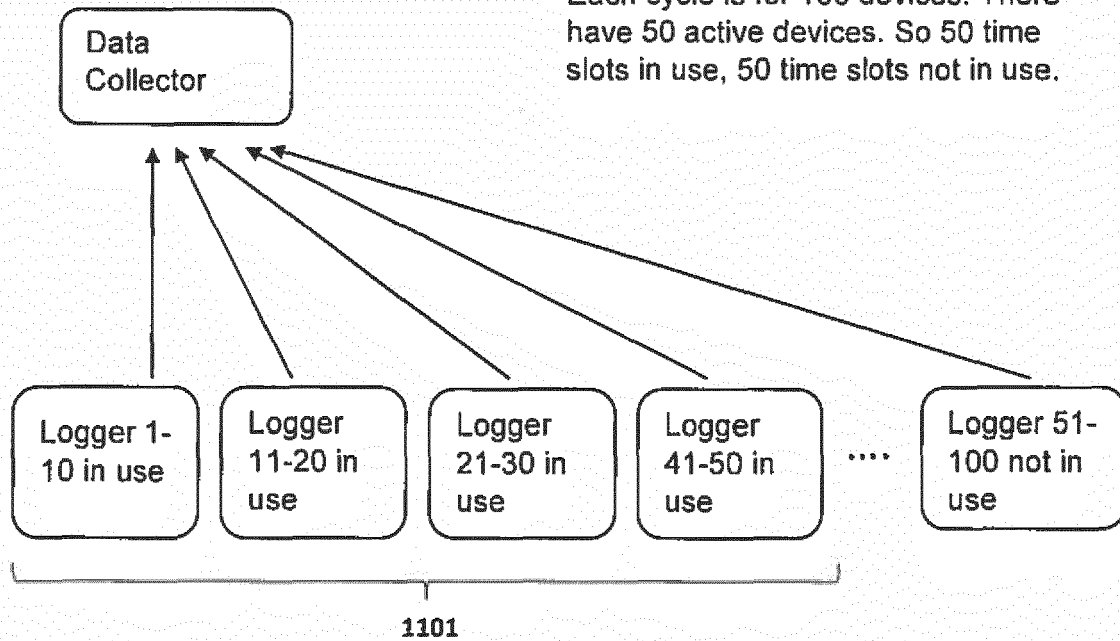 Data
Collector
have 50 active devices. So 50 time
slots in use, 50 time slots not in use.
Logger 1-
10 in use
Logger
11-20 in
use
Logger
21-30 in
use
Logger
41-50 in
use
....
Logger 51-
100 not in
use
1101